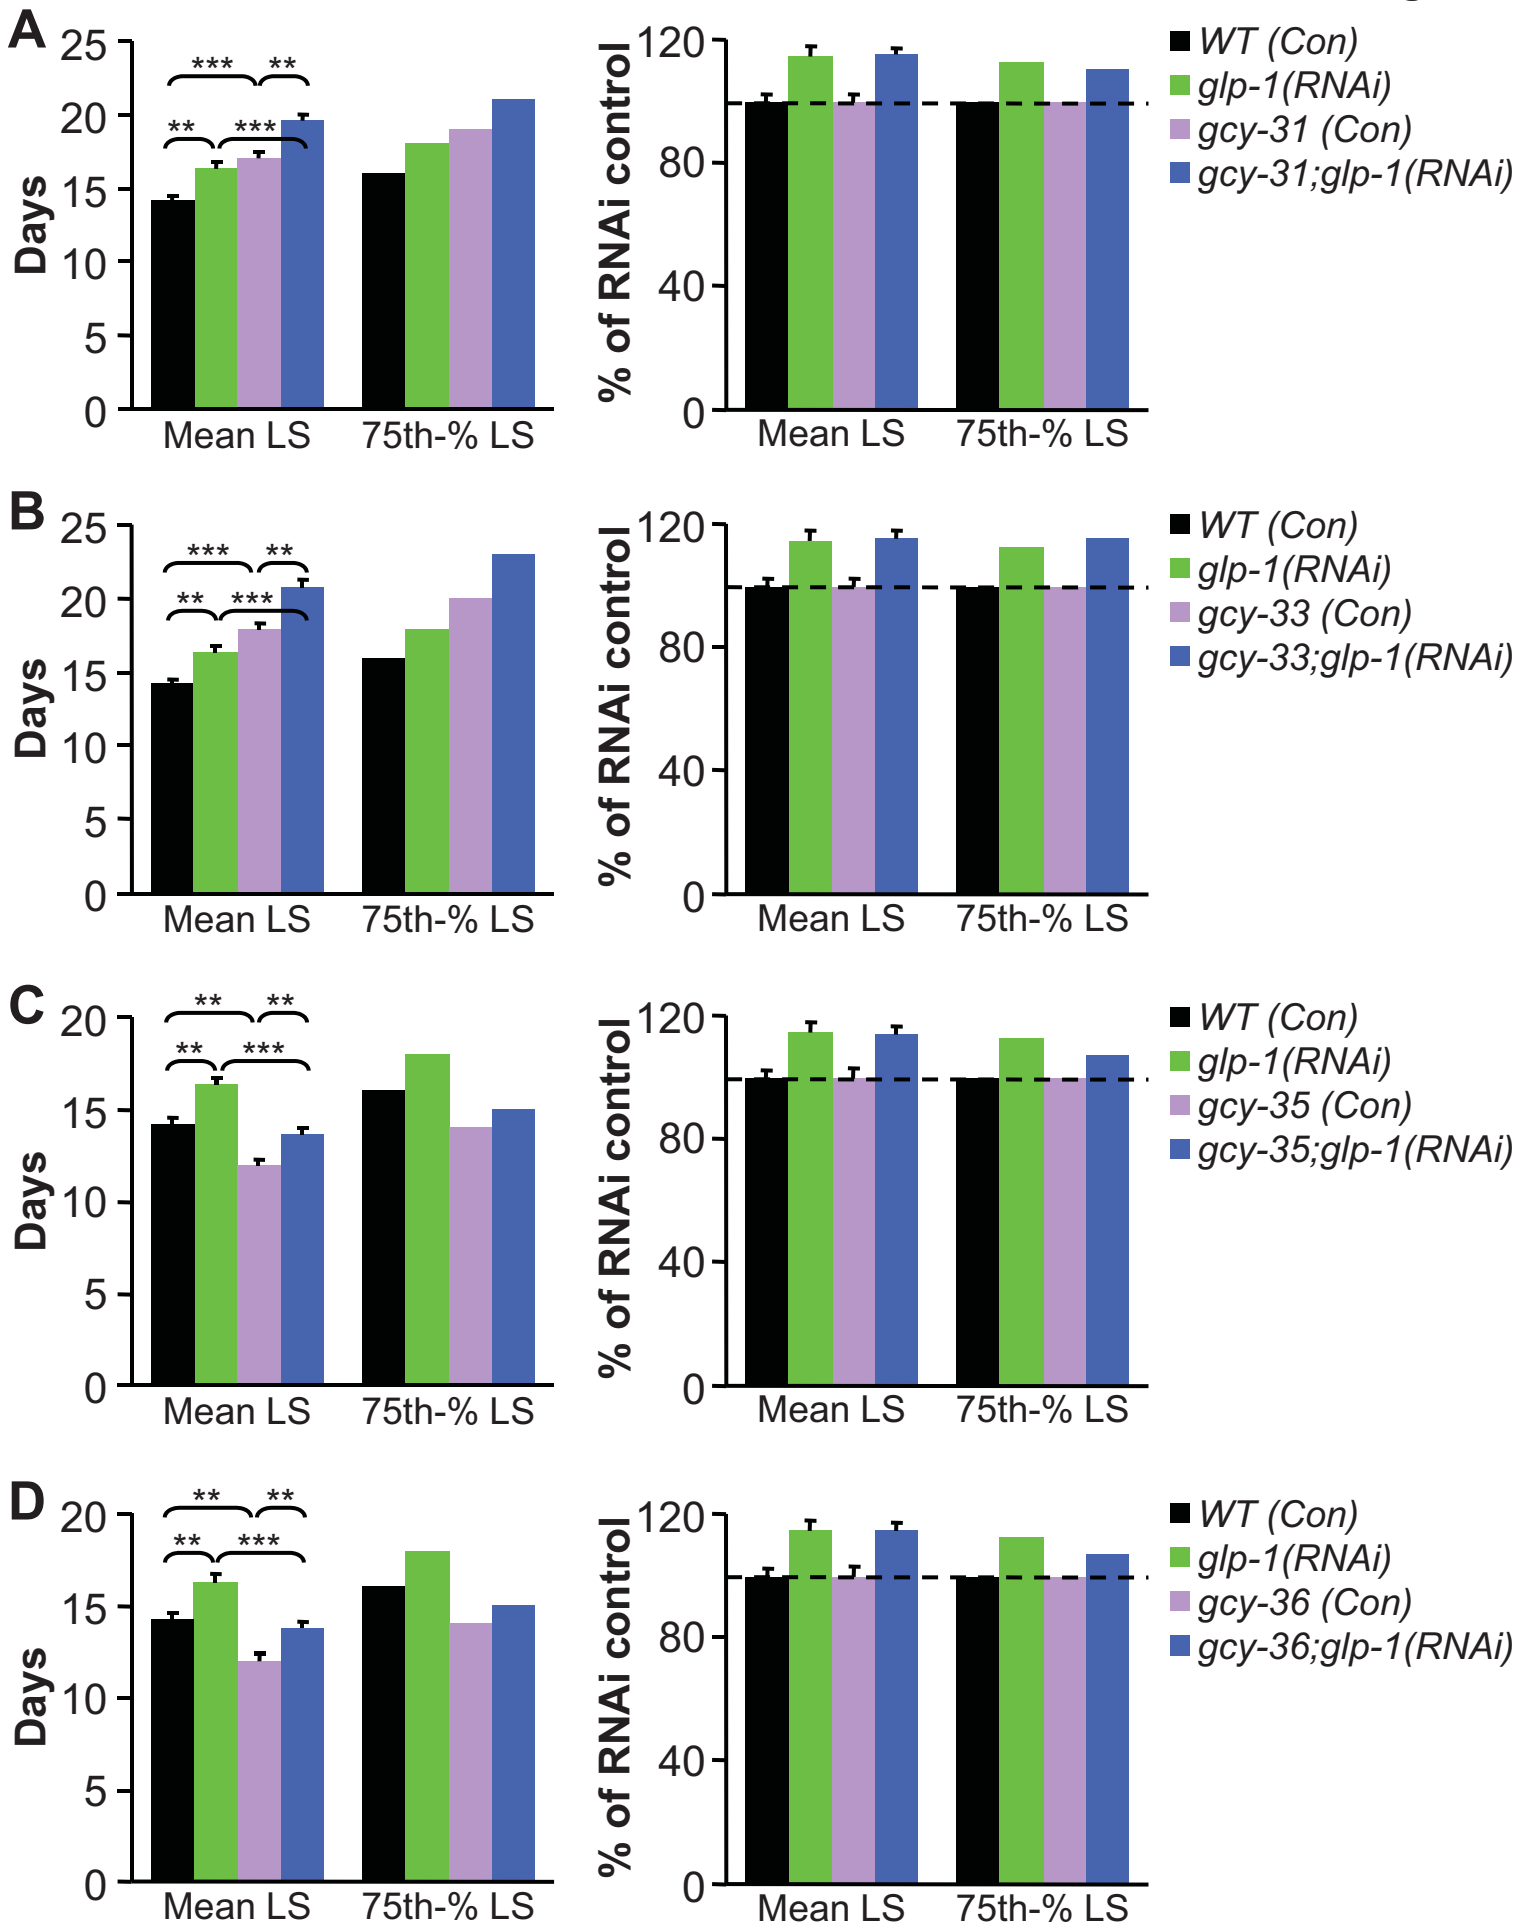 A
25
20
15
10
5
0
Days
*** **
** ***
Mean LS 75th-% LS
120
80
40
0
% of RNAi control
Mean LS 75th-% LS
WT (Con)
glp-1(RNAi)
gcy-31 (Con)
gcy-31;glp-1(RNAi)
B
25
20
15
10
5
0
Days
*** **
** ***
Mean LS 75th-% LS
120
80
40
0
% of RNAi control
Mean LS 75th-% LS
WT (Con)
glp-1(RNAi)
gcy-33 (Con)
gcy-33;glp-1(RNAi)
C
20
15
10
5
0
Days
** **
** ***
Mean LS 75th-% LS
120
80
40
0
% of RNAi control
Mean LS 75th-% LS
WT (Con)
glp-1(RNAi)
gcy-35 (Con)
gcy-35;glp-1(RNAi)
D
20
15
10
5
0
Days
** **
** ***
Mean LS 75th-% LS
120
80
40
0
% of RNAi control
Mean LS 75th-% LS
WT (Con)
glp-1(RNAi)
gcy-36 (Con)
gcy-36;glp-1(RNAi)